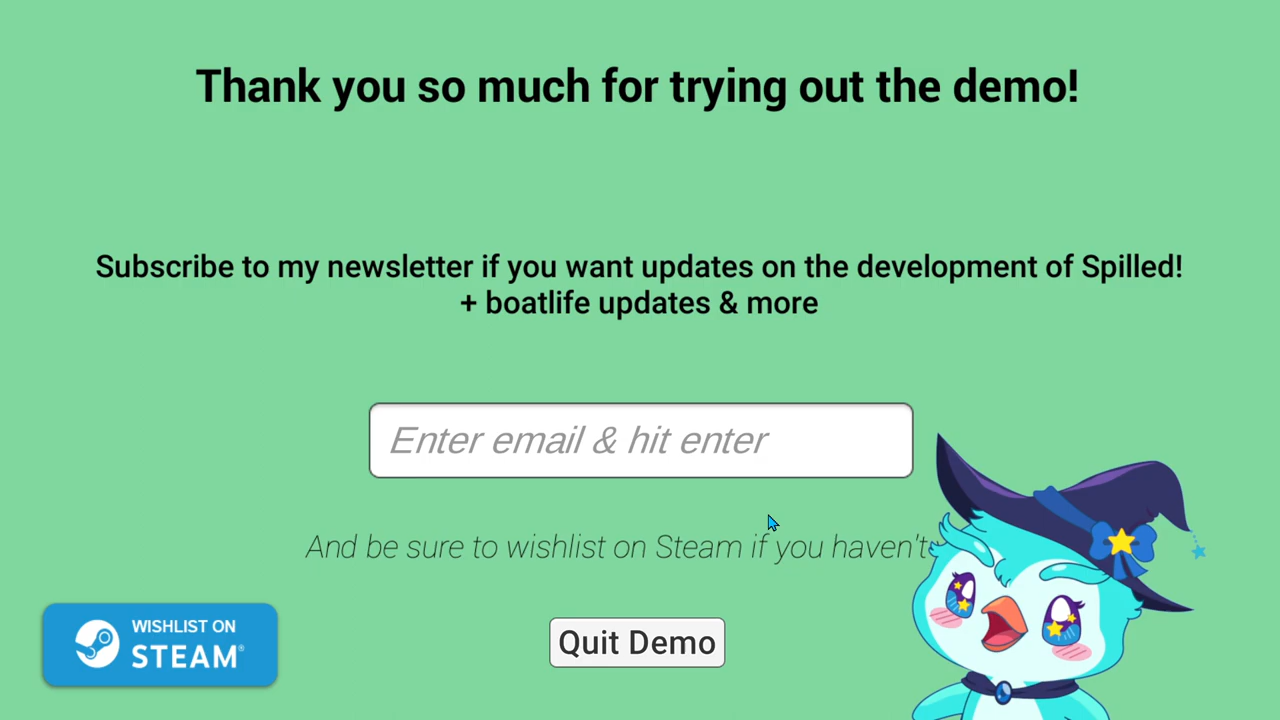 Thank you so much for trying out the demo!
Subscribe to my newsletter if you want updates on the development of Spilled!
+ boatlife updates & more
Enter email & hit enter
And be sure to wishlist on Steam if you haven't
WISHLIST ON
STEAM®
Quit Demo